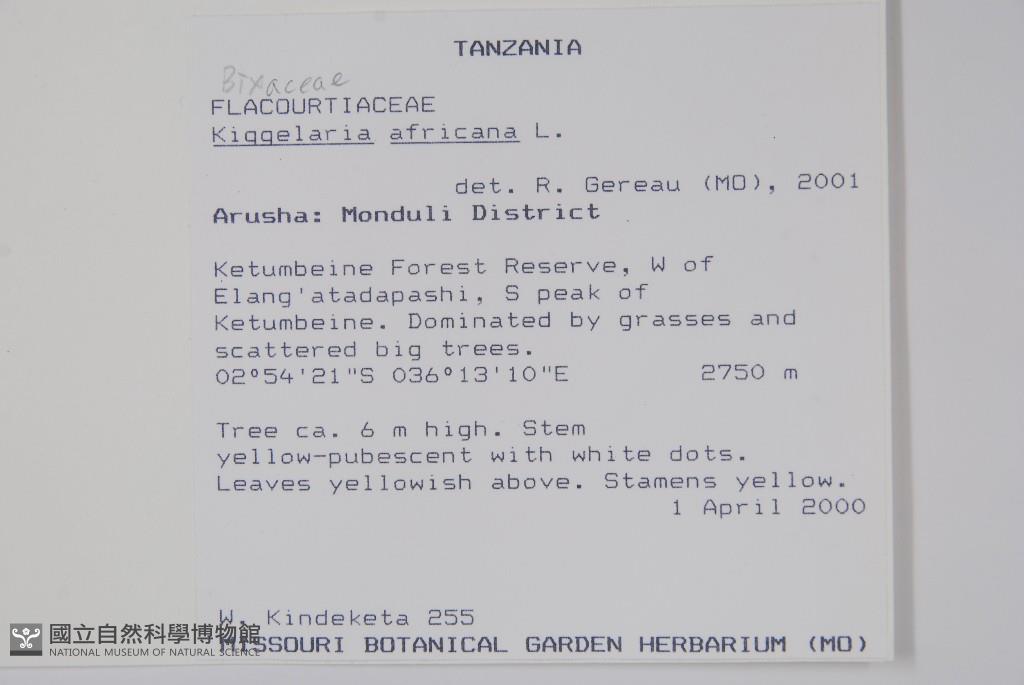 TANZANIA
Bixaceae
FLACOURTIACEAE
Kiggelaria africana L.
det. R. Gereau (MO), 2001
Arusha: Monduli District
Ketumbeine Forest Reserve, W of
Elang'atadapashi, S peak of
Ketumbeine. Dominated by grasses and
scattered big trees.
02°54'21"S 036°13'10"E 2750 m
Tree ca. 6 m high. Stem
yellow-pubescent with white dots.
Leaves yellowish above. Stamens yellow.
1 April 2000
W. Kindeketa 255
MISSOURI BOTANICAL GARDEN HERBARIUM (MO)
國立自然科學博物館
NATIONAL MUSEUM OF NATURAL SCIENCE